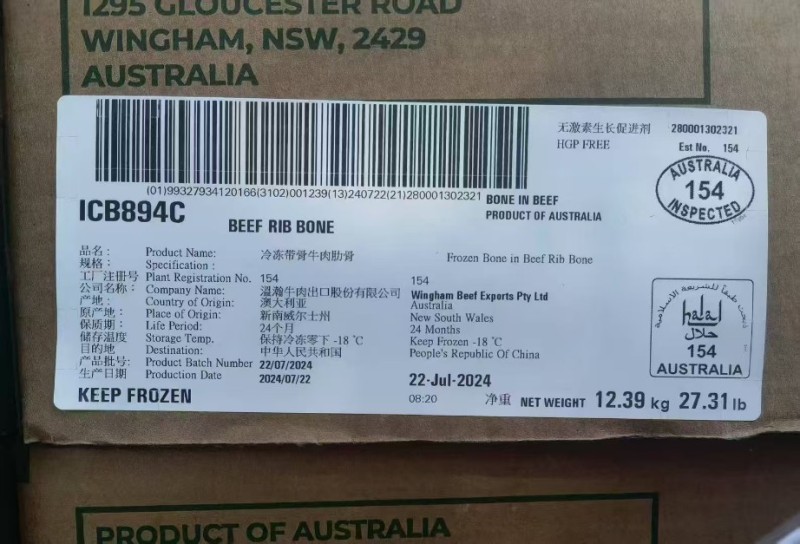 1295 GLOUCESTER ROAD
WINGHAM, NSW, 2429
AUSTRALIA
无激素生长促进剂 280001302321
HGP FREE Est No. 154
AUSTRALIA
154
INSPECTED
(01)99327934120166(3102)001239(13)240722(21)280001302321
BONE IN BEEF
PRODUCT OF AUSTRALIA
ICB894C
BEEF RIB BONE
品名: Product Name: 冷冻带骨牛肉肋骨 Frozen Bone in Beef Rib Bone
规格: Specification :
工厂注册号 Plant Registration No. 154 154
公司名称: Company Name: 溫瀚牛肉出口股份有限公司 Wingham Beef Exports Pty Ltd
产地: Country of Origin: 澳大利亚 Australia
原产地: Place of Origin: 新南威尔士州 New South Wales
保质期: Life Period: 24个月 24 Months
储存温度 Storage Temp. 保持冷冻零下 -18 ℃ Keep Frozen -18 ℃
目的地 Destination: 中华人民共和国 People's Republic Of China
产品批号: Product Batch Number 22/07/2024
生产日期 Production Date 2024/07/22 22-Jul-2024
KEEP FROZEN 08:20 净重 NET WEIGHT 12.39 kg 27.31 lb
halal
حلال
154
AUSTRALIA
PRODUCT OF AUSTRALIA